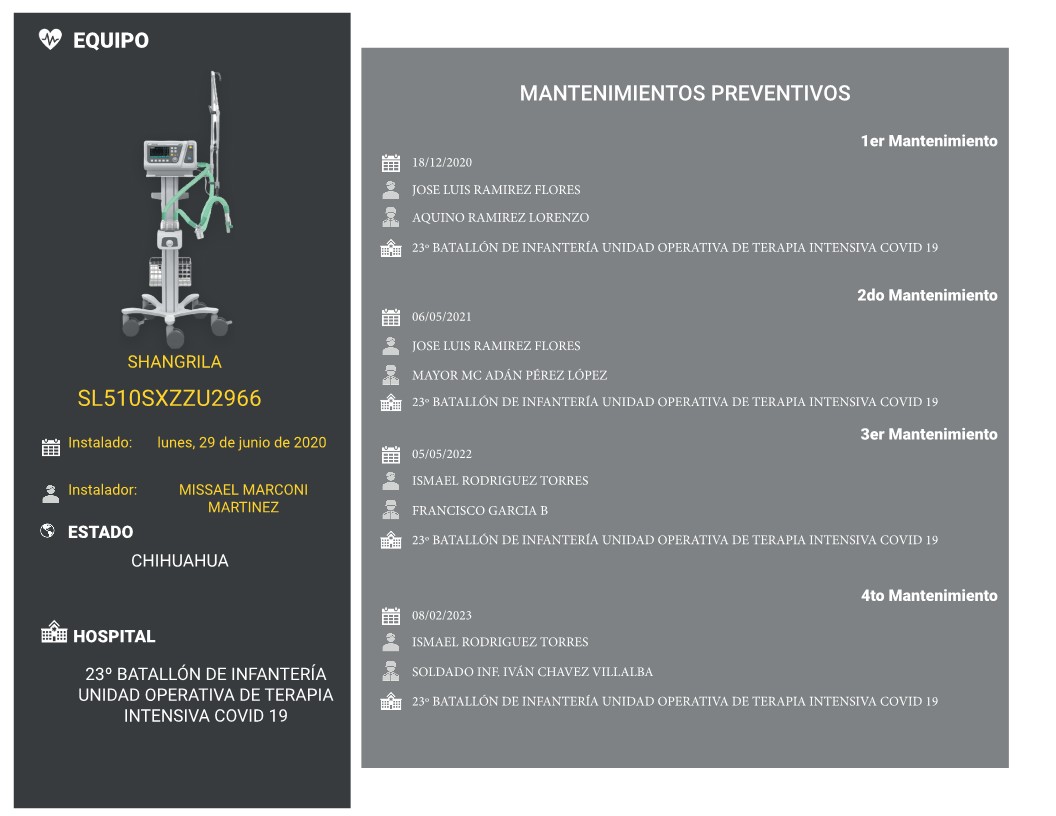 EQUIPO
SHANGRILA
SL510SXZZU2966
Instalado: lunes, 29 de junio de 2020
Instalador: MISSAEL MARCONI
MARTINEZ
ESTADO
CHIHUAHUA
HOSPITAL
23º BATALLÓN DE INFANTERÍA
UNIDAD OPERATIVA DE TERAPIA
INTENSIVA COVID 19
MANTENIMIENTOS PREVENTIVOS
1er Mantenimiento
18/12/2020
JOSE LUIS RAMIREZ FLORES
AQUINO RAMIREZ LORENZO
23º BATALLÓN DE INFANTERÍA UNIDAD OPERATIVA DE TERAPIA INTENSIVA COVID 19
2do Mantenimiento
06/05/2021
JOSE LUIS RAMIREZ FLORES
MAYOR MC ADÁN PÉREZ LÓPEZ
23º BATALLÓN DE INFANTERÍA UNIDAD OPERATIVA DE TERAPIA INTENSIVA COVID 19
3er Mantenimiento
05/05/2022
ISMAEL RODRIGUEZ TORRES
FRANCISCO GARCIA B
23º BATALLÓN DE INFANTERÍA UNIDAD OPERATIVA DE TERAPIA INTENSIVA COVID 19
4to Mantenimiento
08/02/2023
ISMAEL RODRIGUEZ TORRES
SOLDADO INF. IVÁN CHAVEZ VILLALBA
23º BATALLÓN DE INFANTERÍA UNIDAD OPERATIVA DE TERAPIA INTENSIVA COVID 19